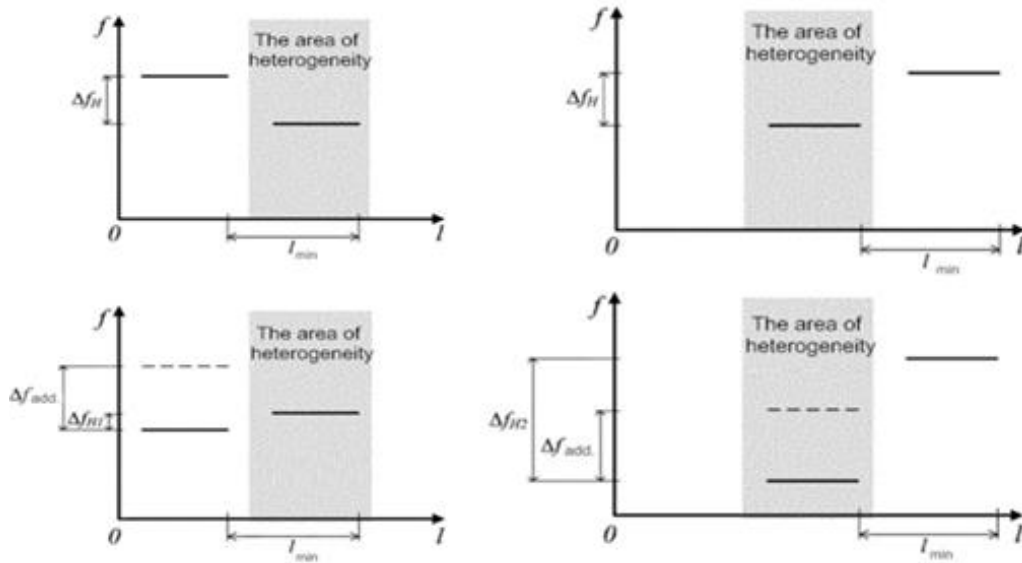 f
The area of
heterogeneity
Δf_H
0
l_min
l
f
The area of
heterogeneity
Δf_H
0
l_min
l
f
The area of
heterogeneity
Δf_add.
Δf_H1
0
l_min
l
f
The area of
heterogeneity
Δf_H2
Δf_add.
0
l_min
l